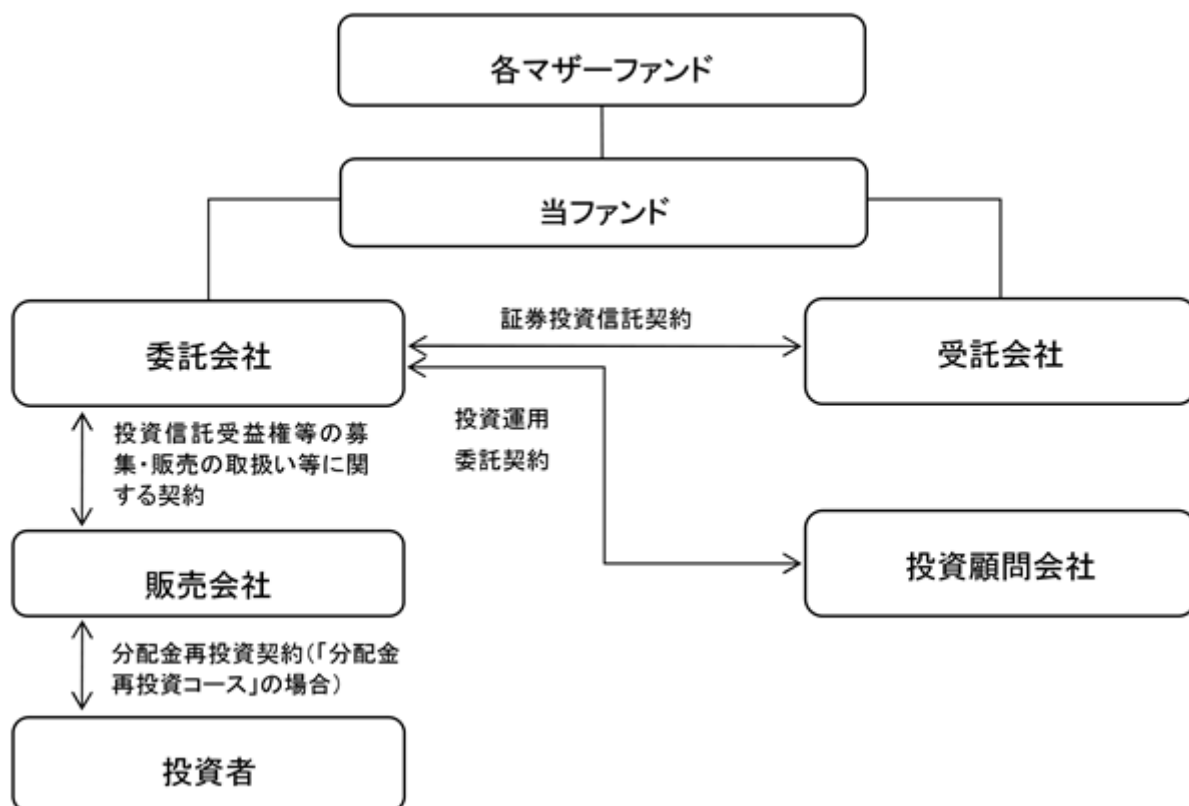 各マザーファンド
当ファンド
証券投資信託契約
委託会社
受託会社
投資運用
委託契約
投資信託受益権等の募
集・販売の取扱い等に関
する契約
販売会社
投資顧問会社
分配金再投資契約(「分配金
再投資コース」の場合)
投資者